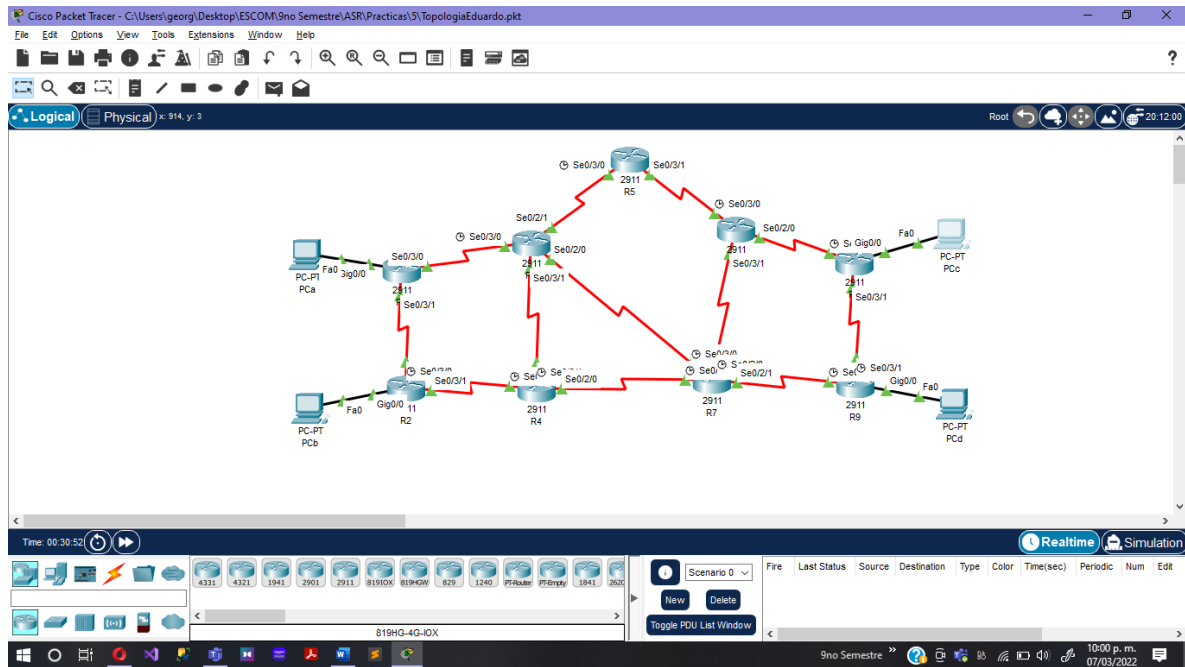 Cisco Packet Tracer - C:\Users\georg\Desktop\ESCOM\9no Semestre\ASR\Practicas\5\TopologiaEduardo.pkt
File Edit Options View Tools Extensions Window Help
?
Logical Physical x: 914, y: 3 Root 20:12:00
Se0/3/0 Se0/3/1
2911
R5
Se0/3/0
Se0/2/1
Se0/2/0
Se0/3/0
Fa0
Gig0/0
Se0/3/0
Se0/2/0
2911
PC-PT
PCc
PC-PT
PCa
Fa0
Gig0/0
2911
Se0/3/1
2911
Se0/3/1
2911
Se0/3/1
2911
Se0/3/1
Se0/3/1
Se0/2/0
Se0/2/1
Se0/3/1
Gig0/0
Fa0
Fa0
Gig0/0
11
R2
2911
R4
2911
R7
2911
R9
PC-PT
PCb
PC-PT
PCd
Time: 00:30:52 Realtime Simulation
4331 4321 1941 2901 2911 819IOX 819HGW 829 1240 PT-Router PT-Empty 1841
Scenario 0
New Delete
Toggle PDU List Window
Fire Last Status Source Destination Type Color Time(sec) Periodic Num Edit
819HG-4G-IOX
9no Semestre
10:00 p. m.
07/03/2022